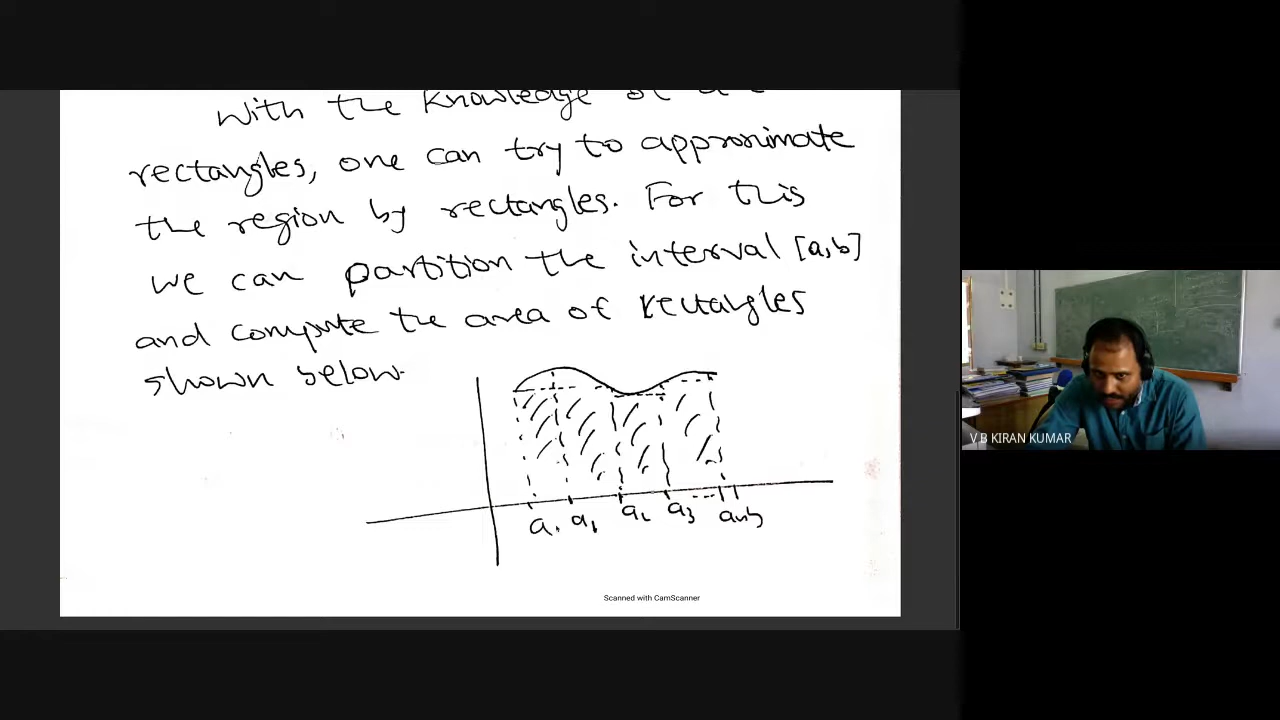 With the knowledge of
rectangles, one can try to approximate
the region by rectangles. For this
we can partition the interval [a,b]
and compute the area of rectangles
shown below.
a a₁ a₂ a₃
Scanned with CamScanner
V B KIRAN KUMAR